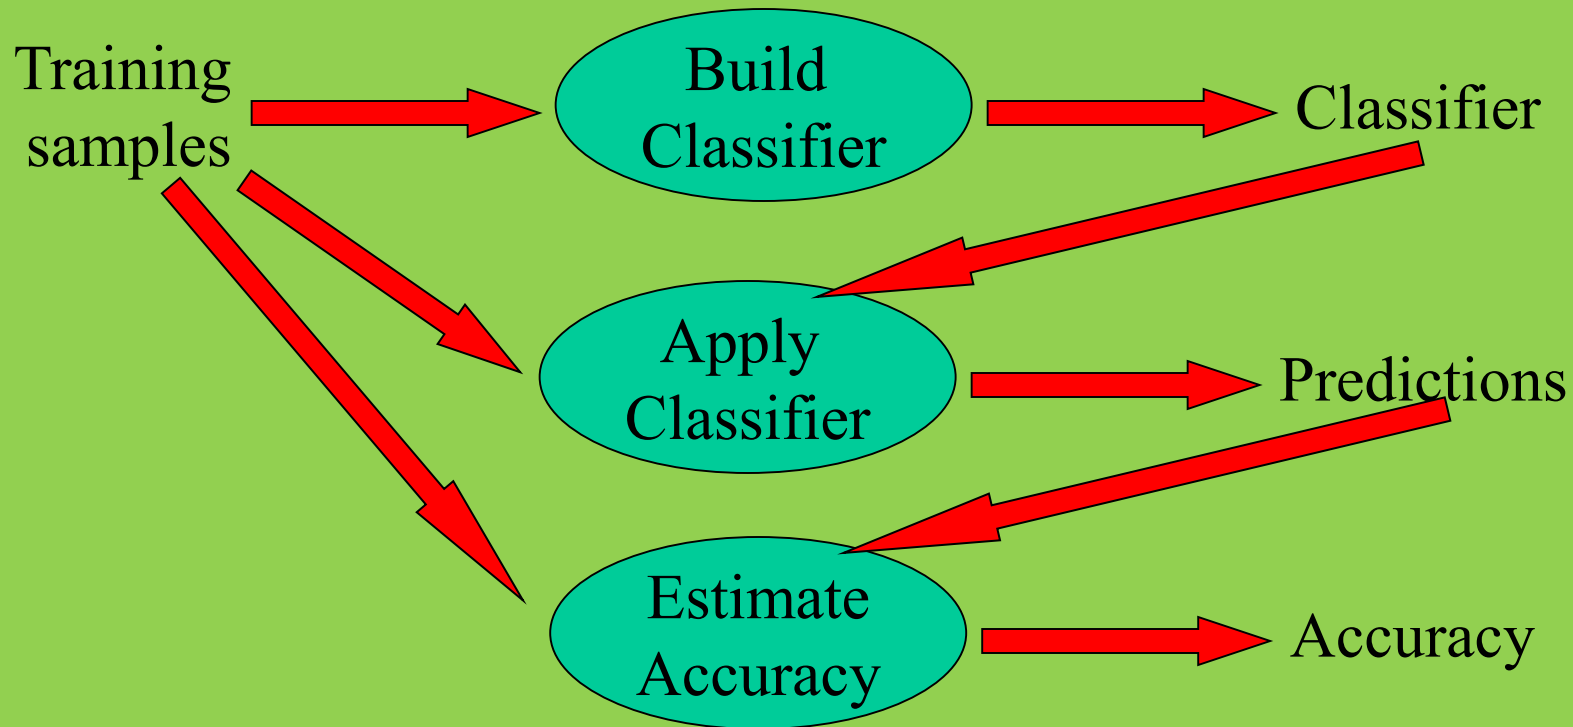 Training
samples
Build
Classifier
Classifier
Apply
Classifier
Predictions
Estimate
Accuracy
Accuracy